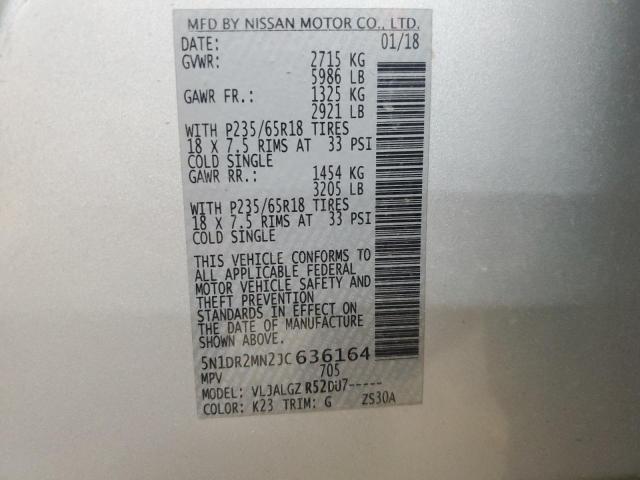 MFD BY NISSAN MOTOR CO., LTD.
DATE: 01/18
GVWR: 2715 KG
5986 LB
GAWR FR.: 1325 KG
2921 LB
WITH P235/65R18 TIRES
18 X 7.5 RIMS AT 33 PSI
COLD SINGLE
GAWR RR.: 1454 KG
3205 LB
WITH P235/65R18 TIRES
18 X 7.5 RIMS AT 33 PSI
COLD SINGLE
THIS VEHICLE CONFORMS TO
ALL APPLICABLE FEDERAL
MOTOR VEHICLE SAFETY AND
THEFT PREVENTION
STANDARDS IN EFFECT ON
THE DATE OF MANUFACTURE
SHOWN ABOVE.
5N1DR2MN2JC636164
MPV 705
MODEL: VLJALGZ R52DU7-----
COLOR: K23 TRIM: G ZS30A